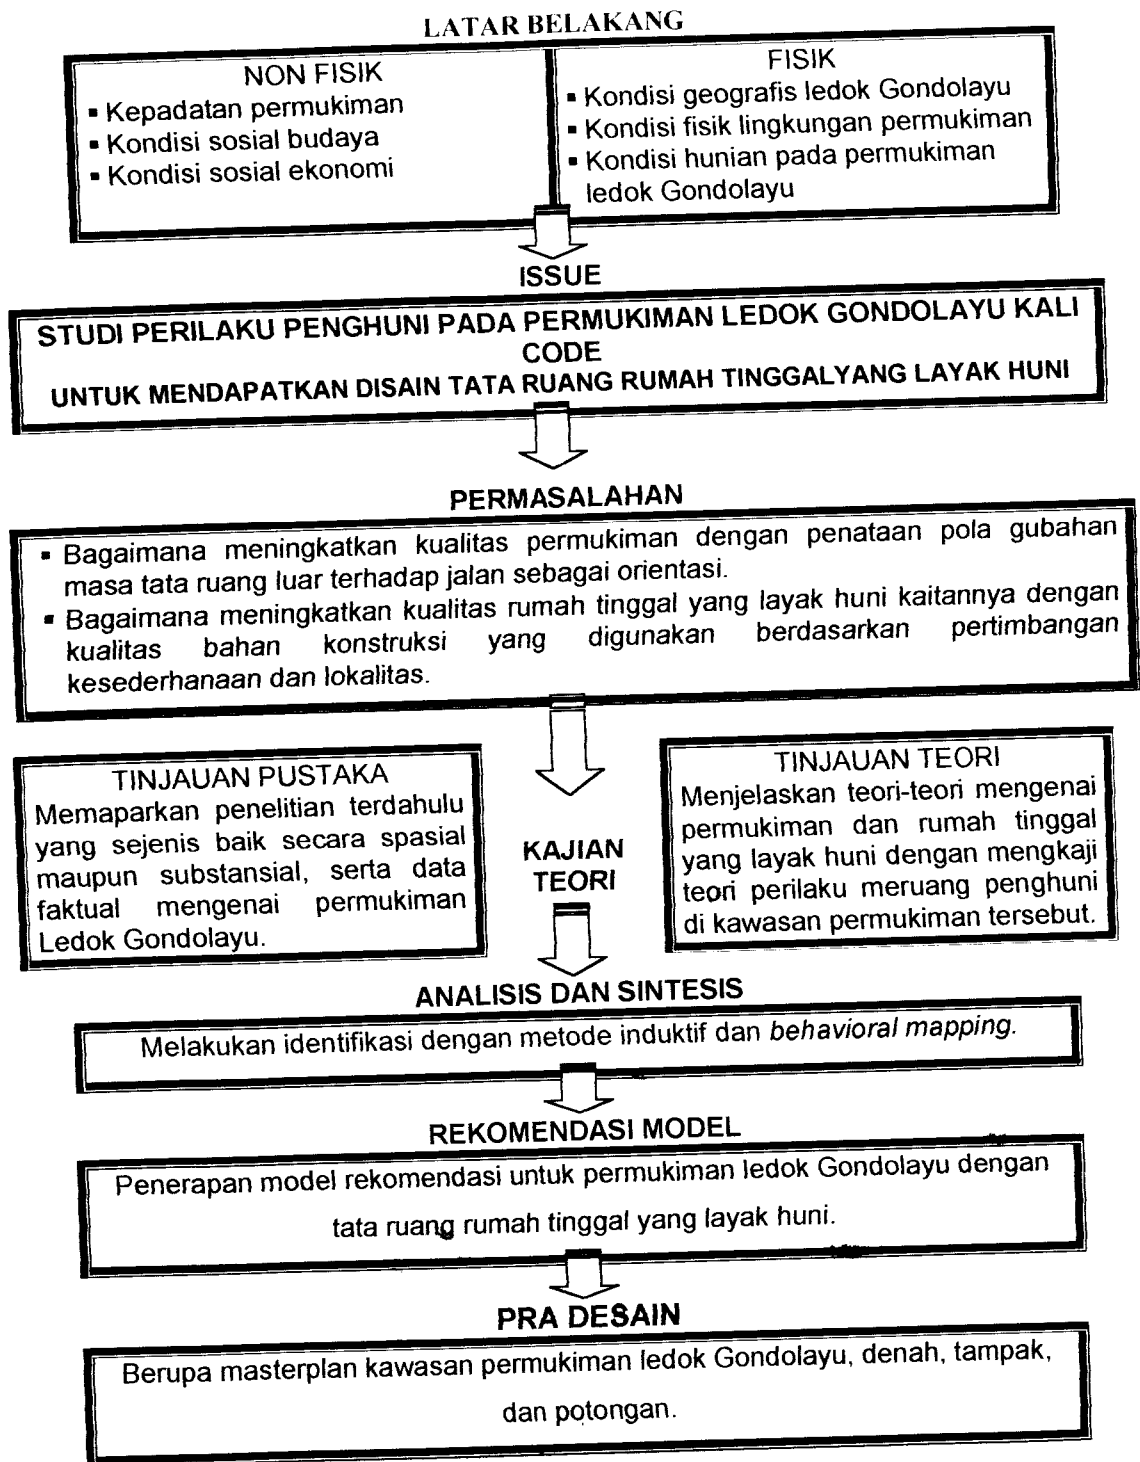 LATAR BELAKANG
NON FISIK
▪ Kepadatan permukiman
▪ Kondisi sosial budaya
▪ Kondisi sosial ekonomi
FISIK
▪ Kondisi geografis ledok Gondolayu
▪ Kondisi fisik lingkungan permukiman
▪ Kondisi hunian pada permukiman
ledok Gondolayu
ISSUE
STUDI PERILAKU PENGHUNI PADA PERMUKIMAN LEDOK GONDOLAYU KALI
CODE
UNTUK MENDAPATKAN DISAIN TATA RUANG RUMAH TINGGALYANG LAYAK HUNI
PERMASALAHAN
▪ Bagaimana meningkatkan kualitas permukiman dengan penataan pola gubahan
masa tata ruang luar terhadap jalan sebagai orientasi.
▪ Bagaimana meningkatkan kualitas rumah tinggal yang layak huni kaitannya dengan
kualitas bahan konstruksi yang digunakan berdasarkan pertimbangan
kesederhanaan dan lokalitas.
TINJAUAN PUSTAKA
Memaparkan penelitian terdahulu
yang sejenis baik secara spasial
maupun substansial, serta data
faktual mengenai permukiman
Ledok Gondolayu.
KAJIAN
TEORI
TINJAUAN TEORI
Menjelaskan teori-teori mengenai
permukiman dan rumah tinggal
yang layak huni dengan mengkaji
teori perilaku meruang penghuni
di kawasan permukiman tersebut.
ANALISIS DAN SINTESIS
Melakukan identifikasi dengan metode induktif dan behavioral mapping.
REKOMENDASI MODEL
Penerapan model rekomendasi untuk permukiman ledok Gondolayu dengan
tata ruang rumah tinggal yang layak huni.
PRA DESAIN
Berupa masterplan kawasan permukiman ledok Gondolayu, denah, tampak,
dan potongan.